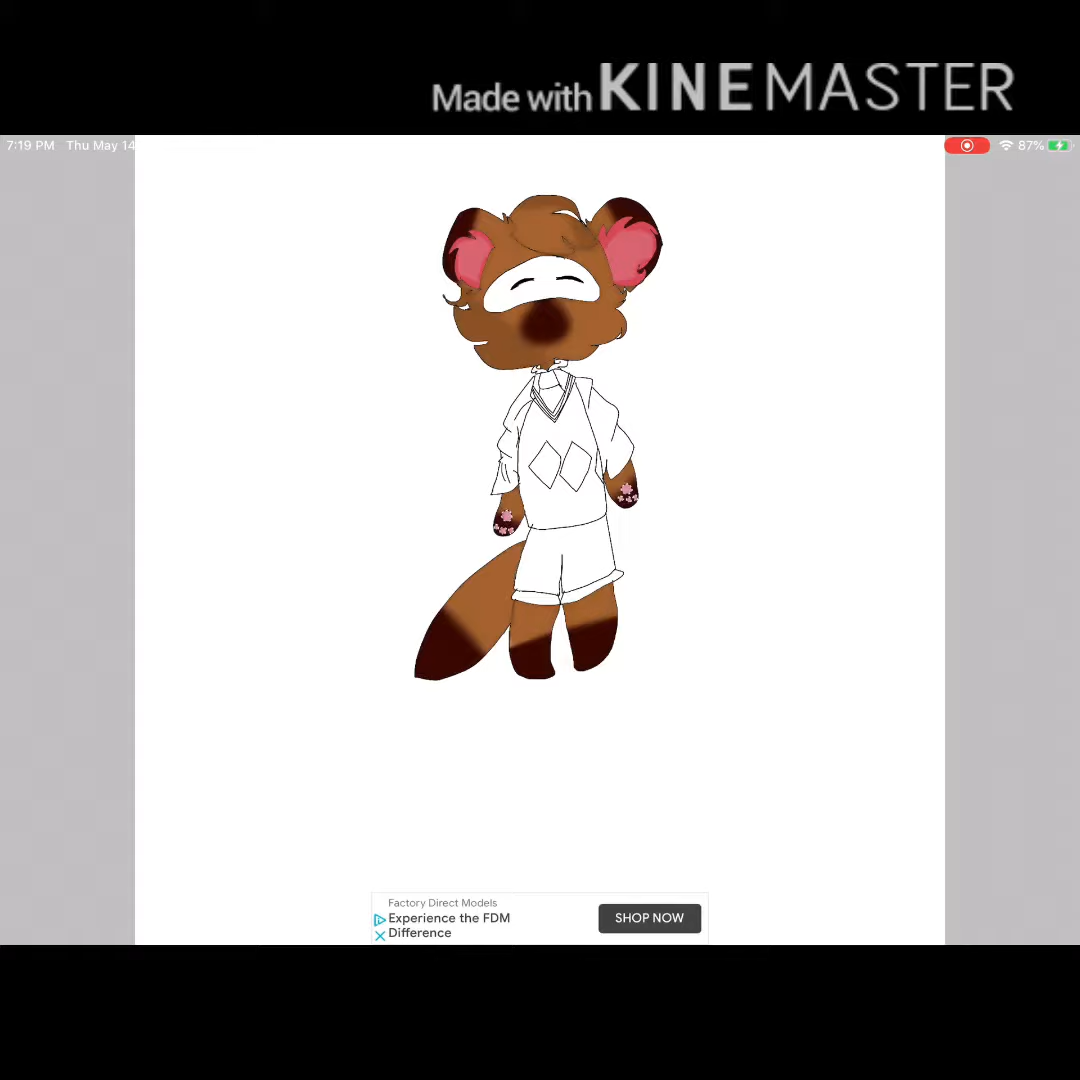 Made with KINEMASTER
7:19 PM Thu May 14
87%
Factory Direct Models
Experience the FDM
Difference
SHOP NOW